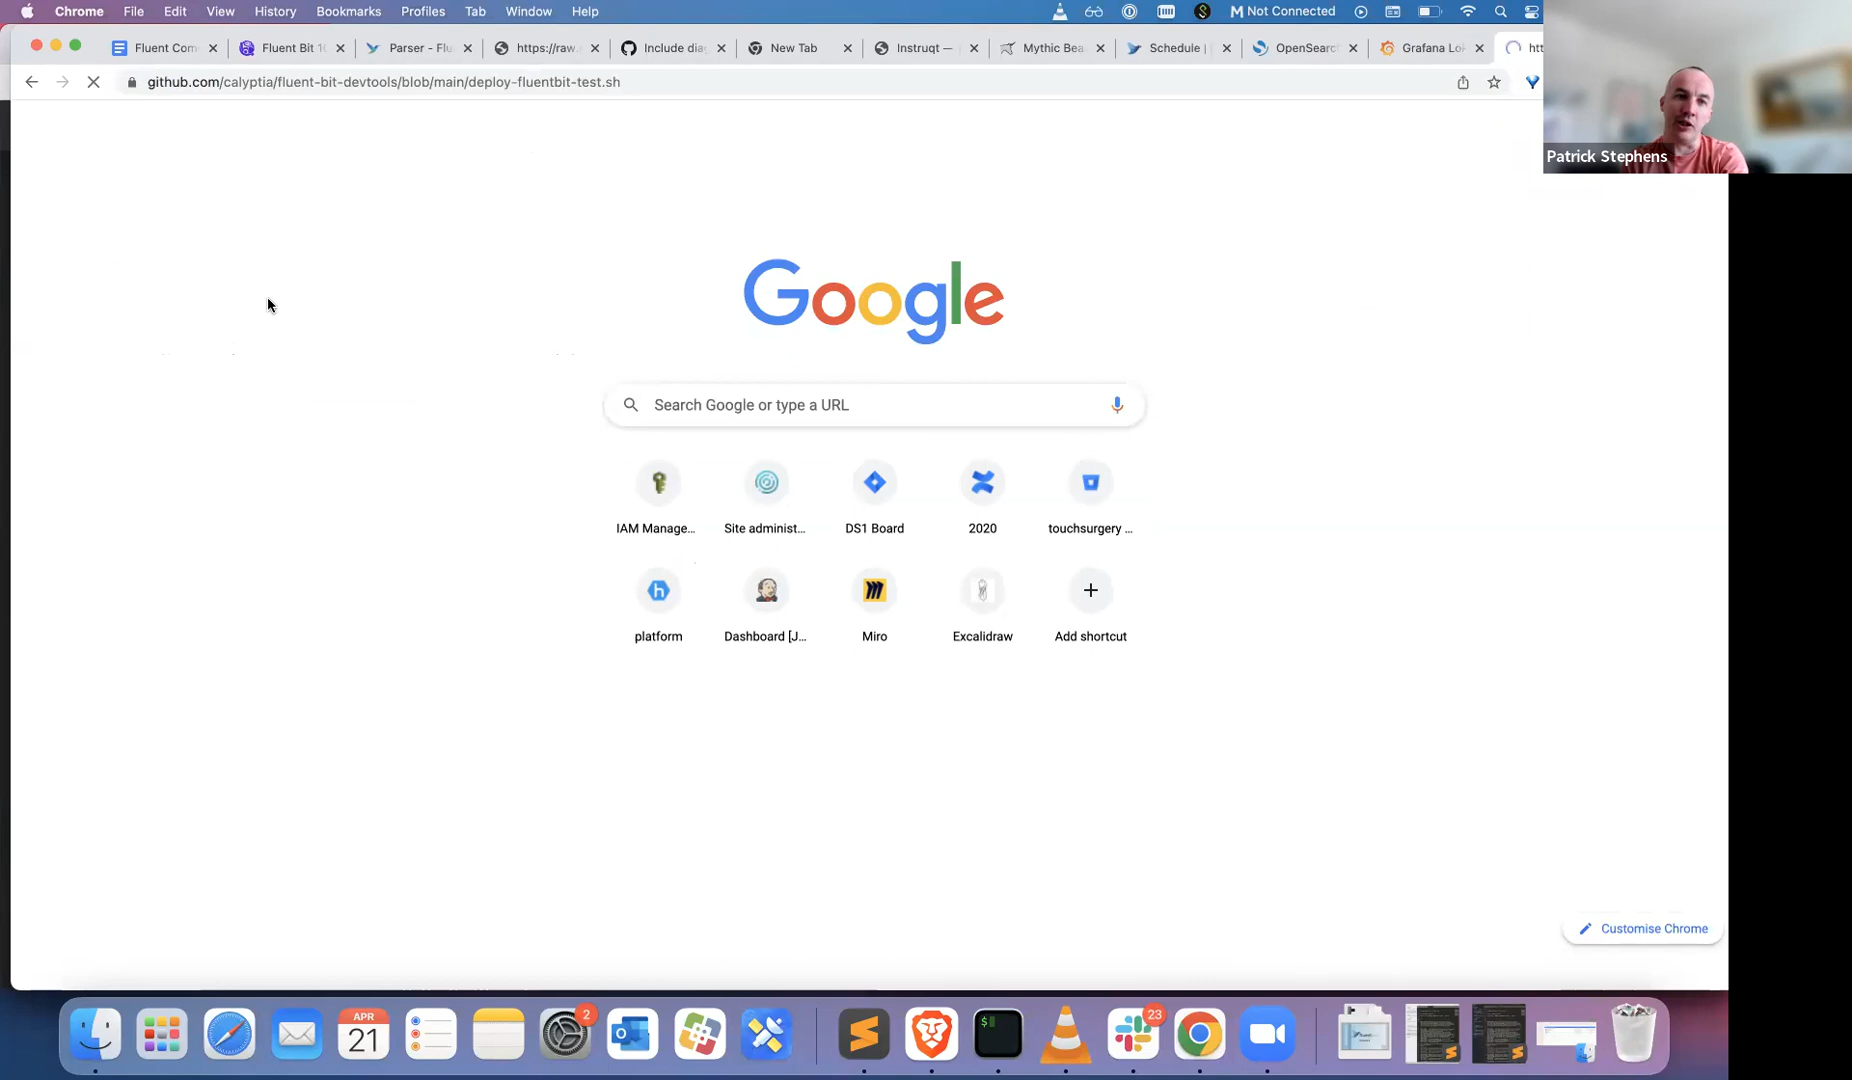 Chrome File Edit View History Bookmarks Profiles Tab Window Help
Not Connected
Fluent Com
Fluent Bit
Parser - Flu
https://raw.
Include dia
New Tab
Instruqt —
Mythic Bea
Schedule |
OpenSearc
Grafana Lo
github.com/calyptia/fluent-bit-devtools/blob/main/deploy-fluentbit-test.sh
Patrick Stephens
Google
Search Google or type a URL
IAM Manage...
Site administ...
DS1 Board
2020
touchsurgery ...
platform
Dashboard [J...
Miro
Excalidraw
Add shortcut
Customise Chrome
APR
21
2
23